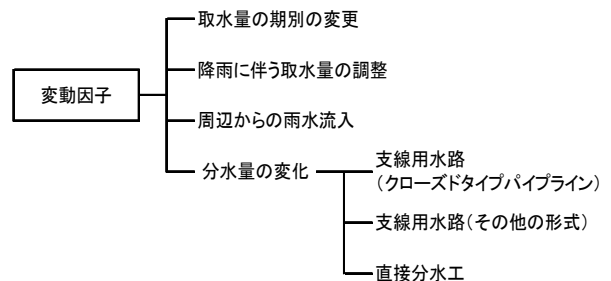 取水量の期別の変更
降雨に伴う取水量の調整
変動因子
周辺からの雨水流入
分水量の変化
支線用水路
(クローズドタイプパイプライン)
支線用水路(その他の形式)
直接分水工